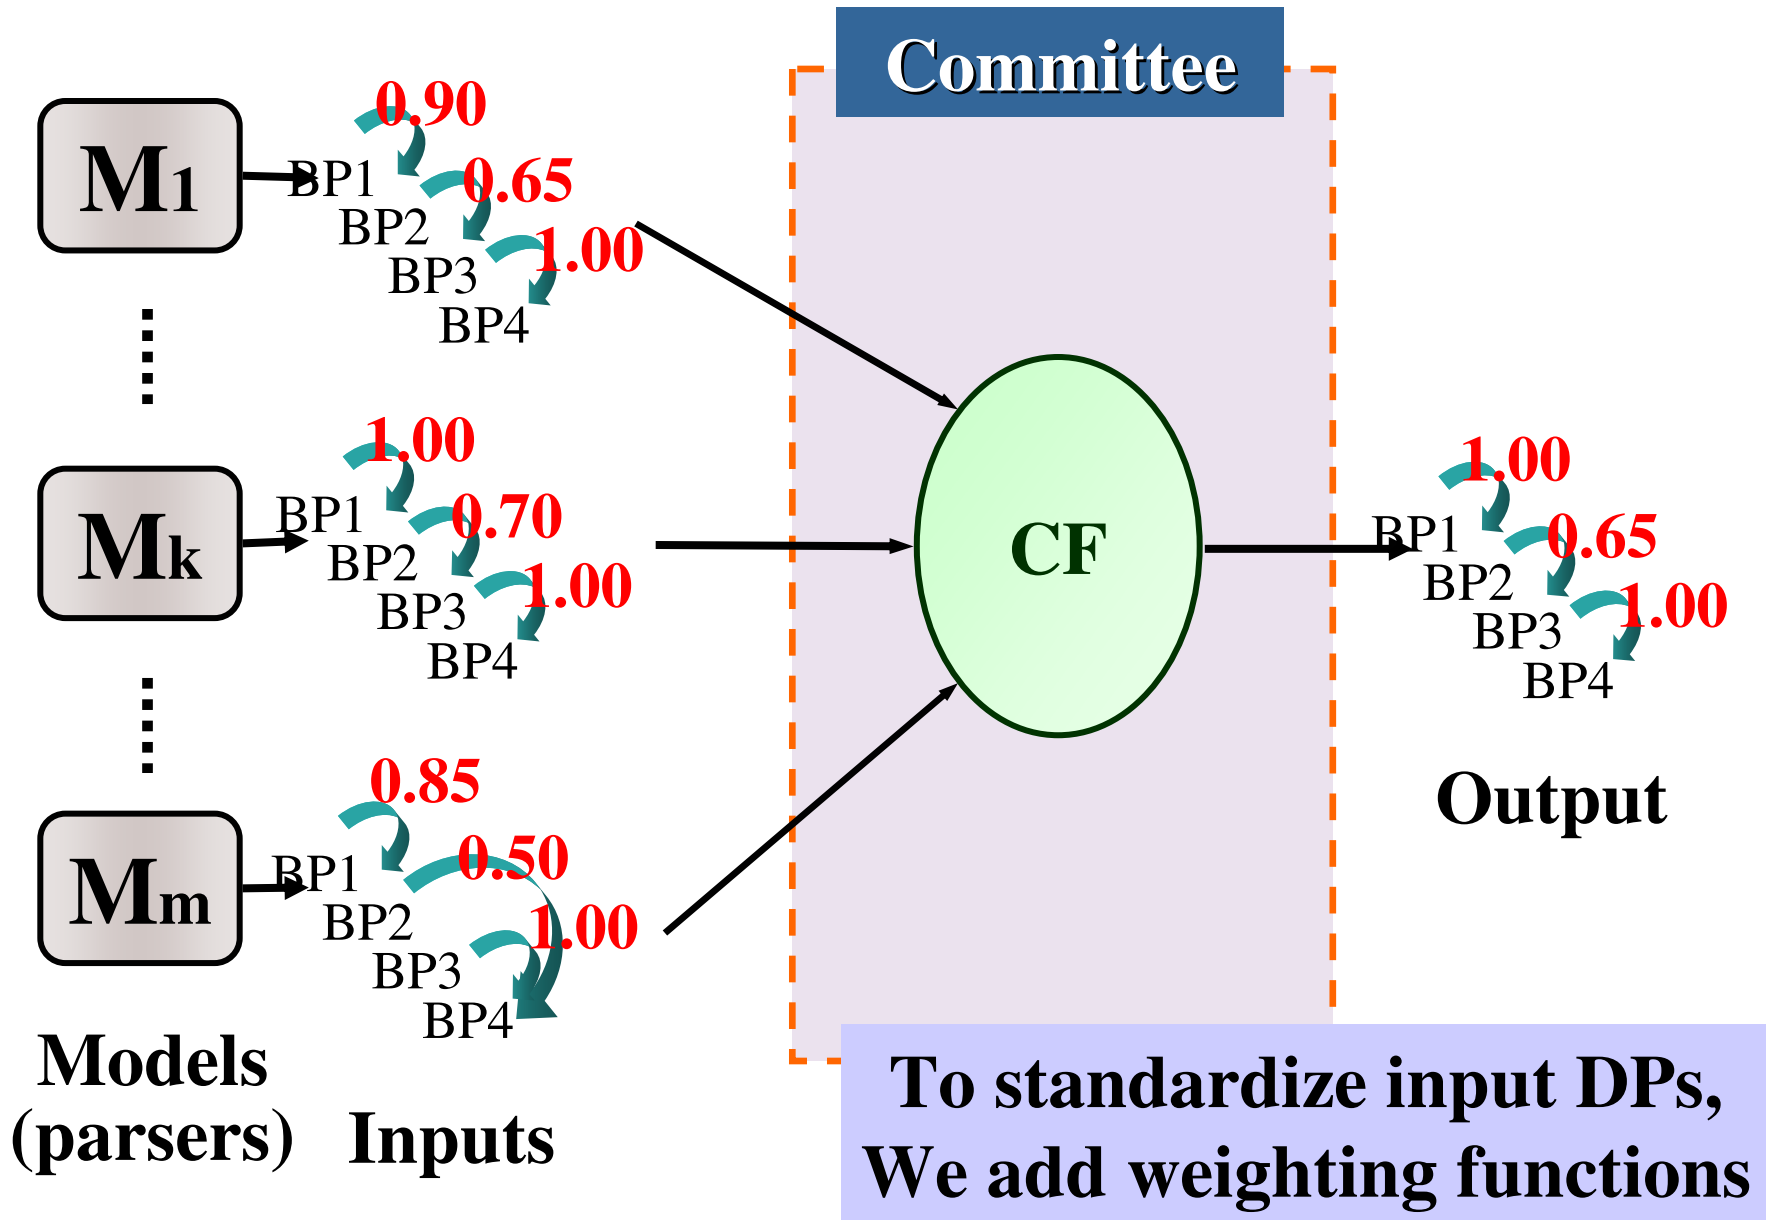 Committee
M1
0.90
BP1
0.65
BP2
1.00
BP3
BP4
Mk
1.00
BP1
0.70
BP2
1.00
BP3
BP4
Mm
0.85
BP1
0.50
BP2
1.00
BP3
BP4
CF
1.00
BP1
0.65
BP2
1.00
BP3
BP4
Output
Models
(parsers)
Inputs
To standardize input DPs,
We add weighting functions